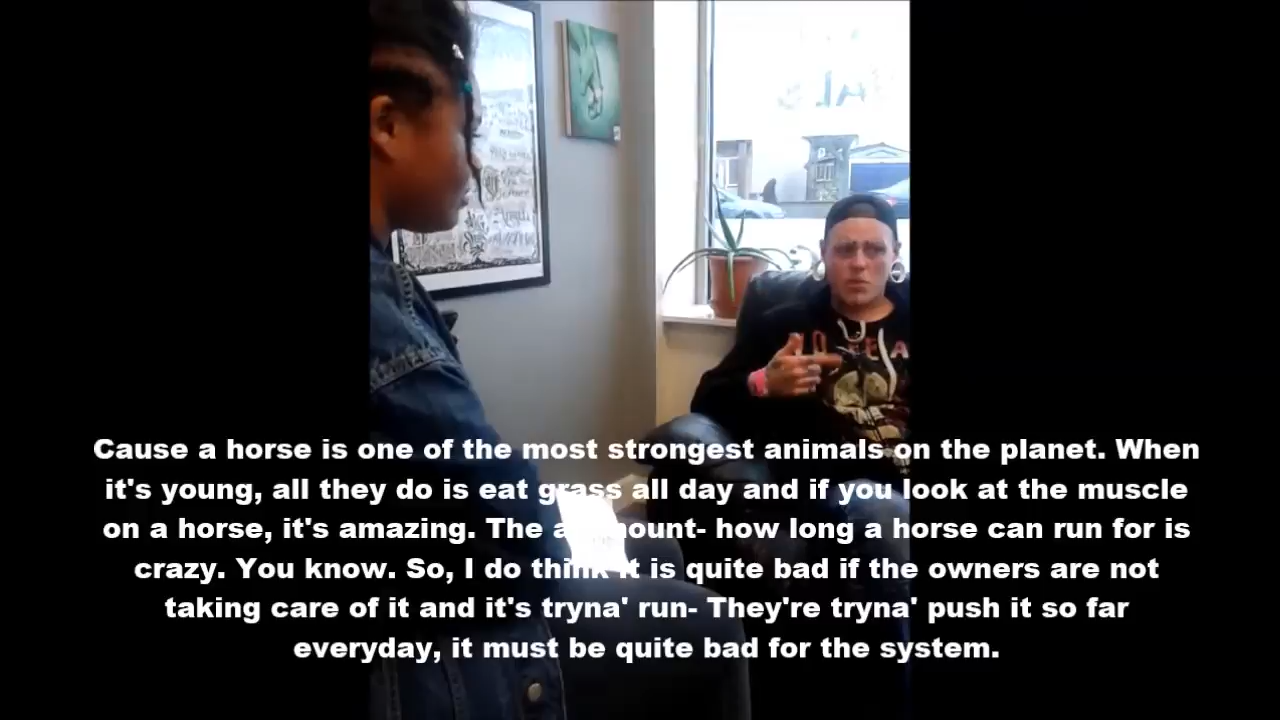 Cause a horse is one of the most strongest animals on the planet. When
it's young, all they do is eat grass all day and if you look at the muscle
on a horse, it's amazing. The a-amount- how long a horse can run for is
crazy. You know. So, I do think it is quite bad if the owners are not
taking care of it and it's tryna' run- They're tryna' push it so far
everyday, it must be quite bad for the system.